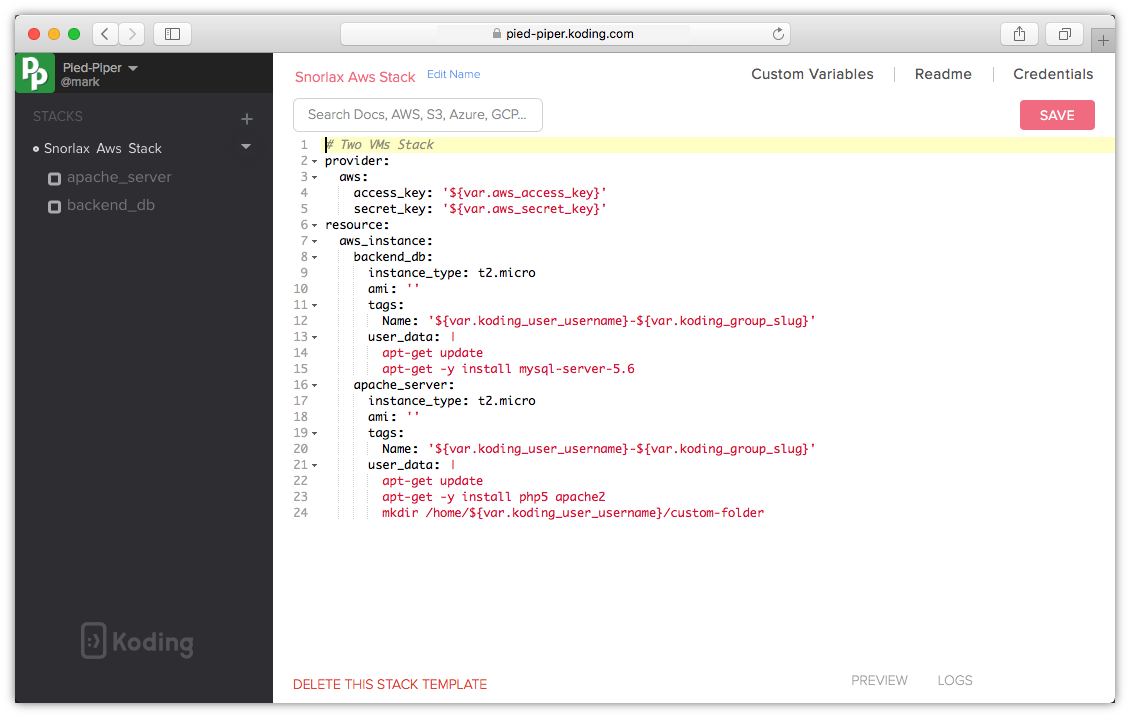 pied-piper.koding.com
Pp
Pied-Piper
@mark
STACKS
Snorlax Aws Stack
apache_server
backend_db
Koding
Snorlax Aws Stack Edit Name
Custom Variables Readme Credentials
Search Docs, AWS, S3, Azure, GCP...
SAVE
1 # Two VMs Stack
2 provider:
3 aws:
4 access_key: '${var.aws_access_key}'
5 secret_key: '${var.aws_secret_key}'
6 resource:
7 aws_instance:
8 backend_db:
9 instance_type: t2.micro
10 ami: ''
11 tags:
12 Name: '${var.koding_user_username}-${var.koding_group_slug}'
13 user_data: |
14 apt-get update
15 apt-get -y install mysql-server-5.6
16 apache_server:
17 instance_type: t2.micro
18 ami: ''
19 tags:
20 Name: '${var.koding_user_username}-${var.koding_group_slug}'
21 user_data: |
22 apt-get update
23 apt-get -y install php5 apache2
24 mkdir /home/${var.koding_user_username}/custom-folder
DELETE THIS STACK TEMPLATE
PREVIEW LOGS